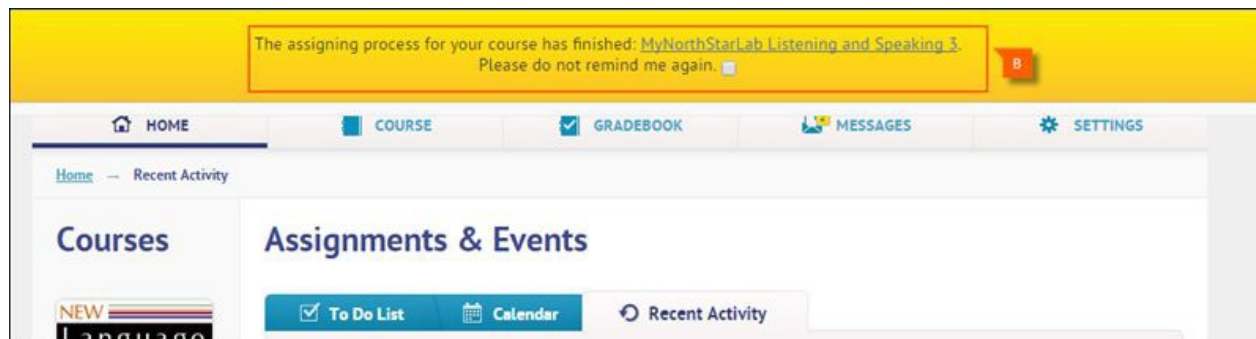 The assigning process for your course has finished: MyNorthStarLab Listening and Speaking 3.
Please do not remind me again.
B
HOME
COURSE
GRADEBOOK
MESSAGES
SETTINGS
Home → Recent Activity
Courses
Assignments & Events
NEW
Language
To Do List
Calendar
Recent Activity